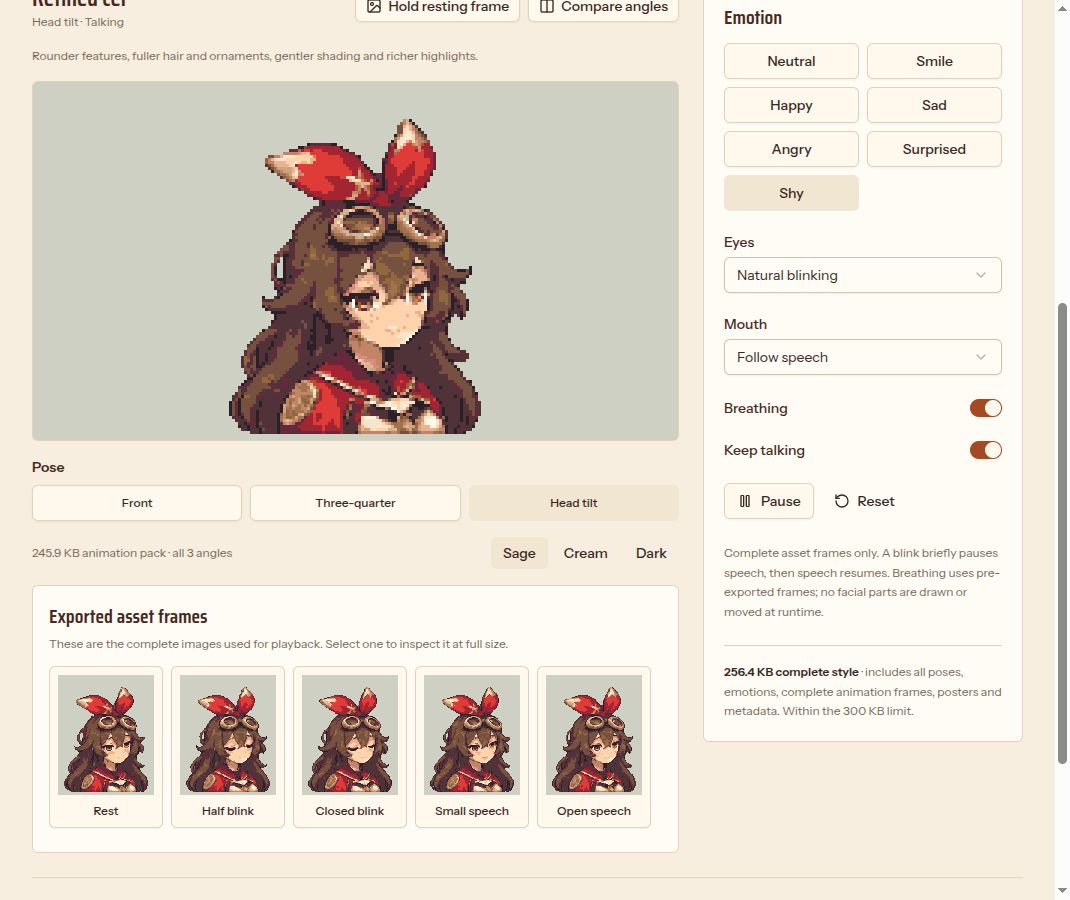 Hold resting frame
Compare angles
Head tilt · Talking
Rounder features, fuller hair and ornaments, gentler shading and richer highlights.
Pose
Front
Three-quarter
Head tilt
245.9 KB animation pack · all 3 angles
Sage
Cream
Dark
Exported asset frames
These are the complete images used for playback. Select one to inspect it at full size.
Rest
Half blink
Closed blink
Small speech
Open speech
Emotion
Neutral
Smile
Happy
Sad
Angry
Surprised
Shy
Eyes
Natural blinking
Mouth
Follow speech
Breathing
Keep talking
Pause
Reset
Complete asset frames only. A blink briefly pauses
speech, then speech resumes. Breathing uses pre-
exported frames; no facial parts are drawn or
moved at runtime.
256.4 KB complete style · includes all poses,
emotions, complete animation frames, posters and
metadata. Within the 300 KB limit.